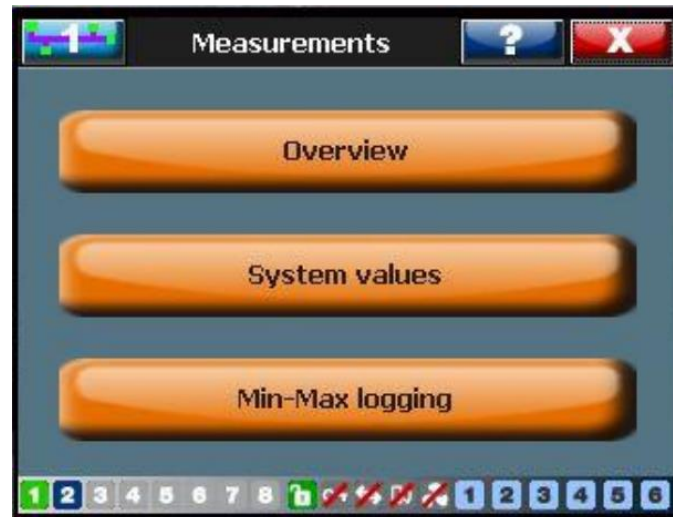 1 Measurements ? X
Overview
System values
Min-Max logging
1 2 3 4 5 6 7 8 1 2 3 4 5 6